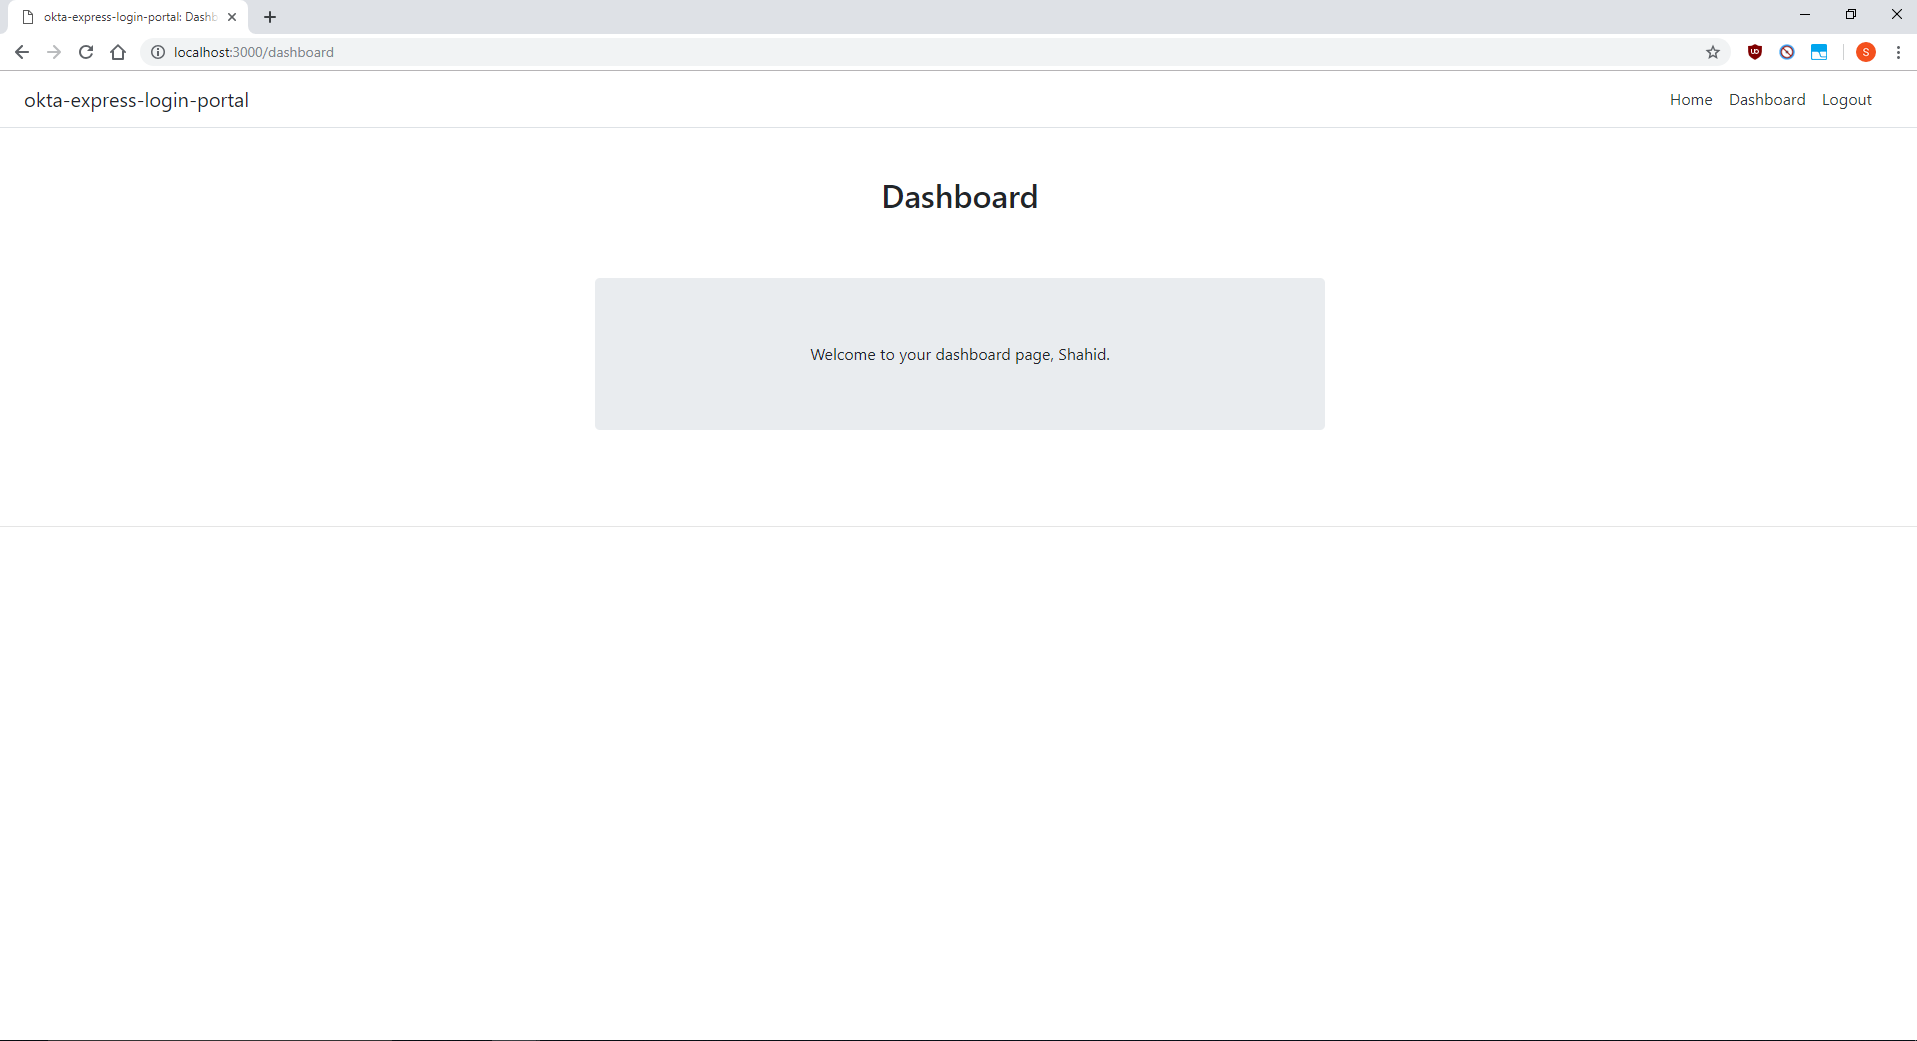 okta-express-login-portal: Dashb
localhost:3000/dashboard
S
okta-express-login-portal
Home Dashboard Logout
Dashboard
Welcome to your dashboard page, Shahid.